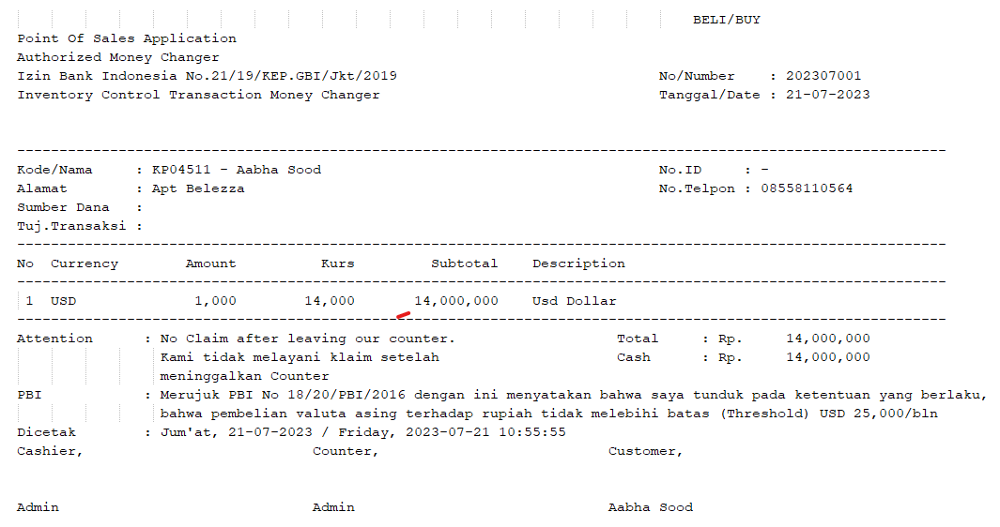 BELI/BUY
Point Of Sales Application
Authorized Money Changer
Izin Bank Indonesia No.21/19/KEP.GBI/Jkt/2019 No/Number : 202307001
Inventory Control Transaction Money Changer Tanggal/Date : 21-07-2023
Kode/Nama : KP04511 - Aabha Sood No.ID : -
Alamat : Apt Belezza No.Telpon : 08558110564
Sumber Dana :
Tuj.Transaksi :
No Currency Amount Kurs Subtotal Description
1 USD 1,000 14,000 14,000,000 Usd Dollar
Attention : No Claim after leaving our counter. Total : Rp. 14,000,000
Kami tidak melayani klaim setelah Cash : Rp. 14,000,000
meninggalkan Counter
PBI : Merujuk PBI No 18/20/PBI/2016 dengan ini menyatakan bahwa saya tunduk pada ketentuan yang berlaku,
bahwa pembelian valuta asing terhadap rupiah tidak melebihi batas (Threshold) USD 25,000/bln
Dicetak : Jum'at, 21-07-2023 / Friday, 2023-07-21 10:55:55
Cashier, Counter, Customer,
Admin Admin Aabha Sood